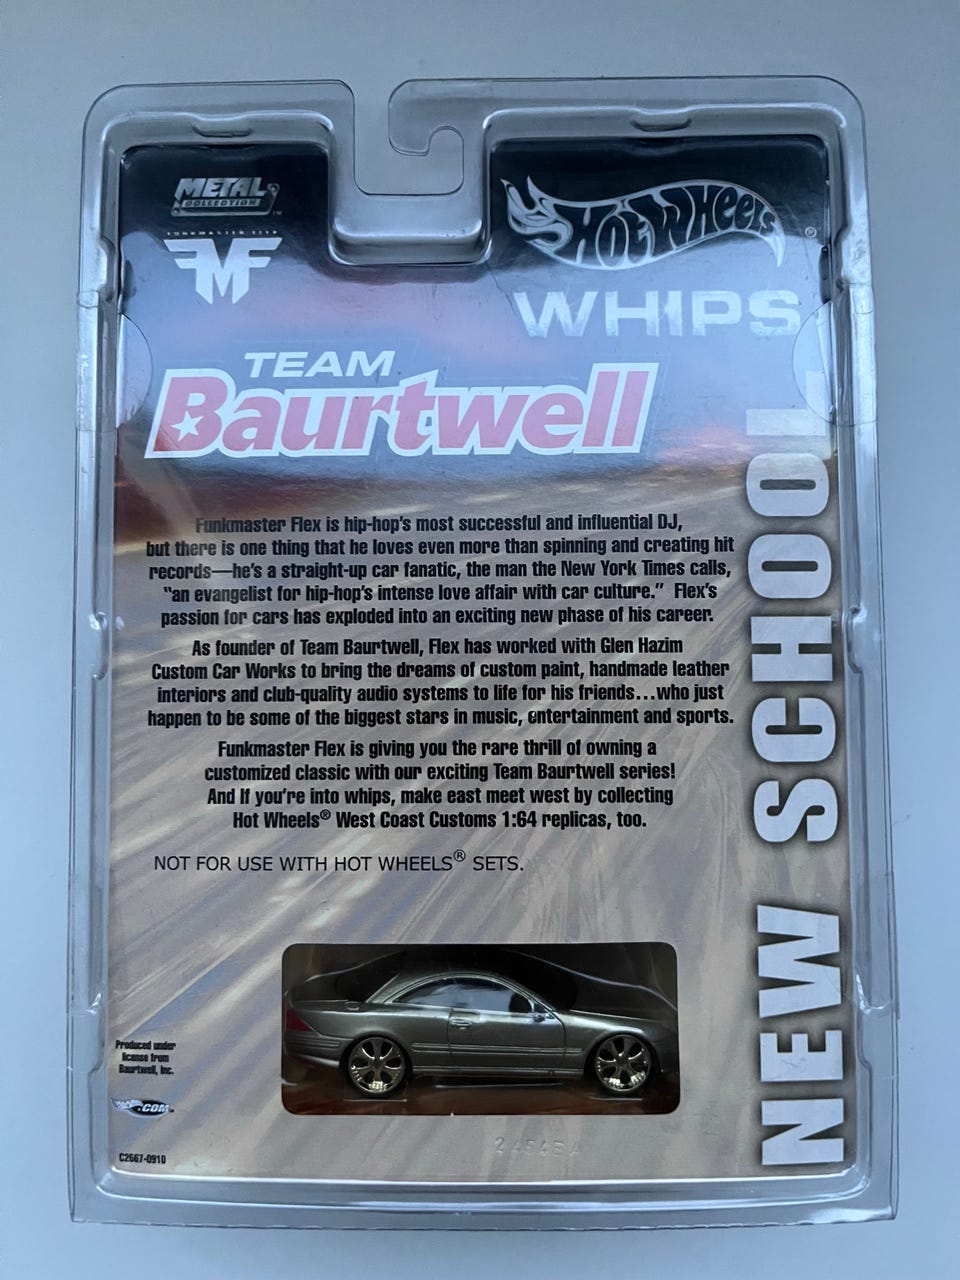 METAL
COLLECTION™
FMF
Hot Wheels®
WHIPS
TEAM
Baurtwell
NEW SCHOOL
Funkmaster Flex is hip-hop's most successful and influential DJ,
but there is one thing that he loves even more than spinning and creating hit
records—he's a straight-up car fanatic, the man the New York Times calls,
"an evangelist for hip-hop's intense love affair with car culture." Flex's
passion for cars has exploded into an exciting new phase of his career.
As founder of Team Baurtwell, Flex has worked with Glen Hazim
Custom Car Works to bring the dreams of custom paint, handmade leather
interiors and club-quality audio systems to life for his friends...who just
happen to be some of the biggest stars in music, entertainment and sports.
Funkmaster Flex is giving you the rare thrill of owning a
customized classic with our exciting Team Baurtwell series!
And If you're into whips, make east meet west by collecting
Hot Wheels® West Coast Customs 1:64 replicas, too.
NOT FOR USE WITH HOT WHEELS® SETS.
Produced under
license from
Baurtwell, Inc.
.COM™
C2667-0910